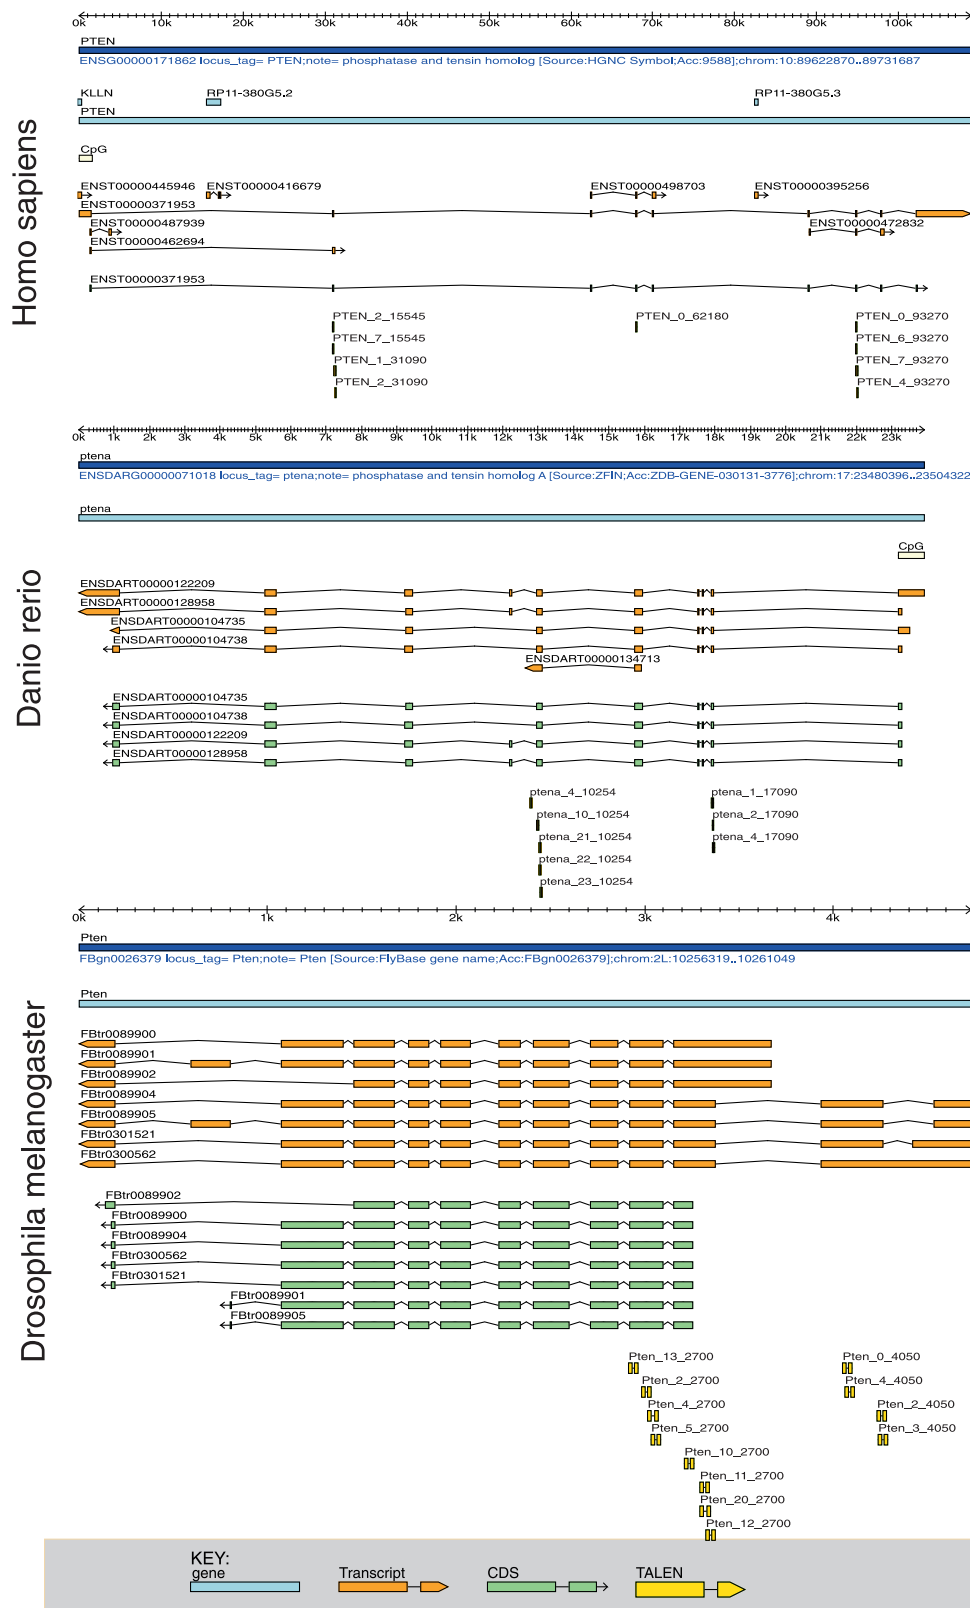 Homo sapiens
0k 10k 20k 30k 40k 50k 60k 70k 80k 90k 100k
PTEN
ENSG00000171862 locus_tag= PTEN;note= phosphatase and tensin homolog [Source:HGNC Symbol;Acc:9588];chrom:10:89622870..89731687
KLLN RP11-380G5.2 RP11-380G5.3
PTEN
CpG
ENST00000445946 ENST00000416679 ENST00000498703 ENST00000395256
ENST00000371953
ENST00000487939 ENST00000472832
ENST00000462694
ENST00000371953
PTEN_2_15545 PTEN_0_62180 PTEN_0_93270
PTEN_7_15545 PTEN_6_93270
PTEN_1_31090 PTEN_7_93270
PTEN_2_31090 PTEN_4_93270
Danio rerio
0k 1k 2k 3k 4k 5k 6k 7k 8k 9k 10k 11k 12k 13k 14k 15k 16k 17k 18k 19k 20k 21k 22k 23k
ptena
ENSDARG00000071018 locus_tag= ptena;note= phosphatase and tensin homolog A [Source:ZFIN;Acc:ZDB-GENE-030131-3776];chrom:17:23480396..23504322
ptena
CpG
ENSDART00000122209
ENSDART00000128958
ENSDART00000104735
ENSDART00000104738
ENSDART00000134713
ENSDART00000104735
ENSDART00000104738
ENSDART00000122209
ENSDART00000128958
ptena_4_10254 ptena_1_17090
ptena_10_10254 ptena_2_17090
ptena_21_10254 ptena_4_17090
ptena_22_10254
ptena_23_10254
Drosophila melanogaster
0k 1k 2k 3k 4k
Pten
FBgn0026379 locus_tag= Pten;note= Pten [Source:FlyBase gene name;Acc:FBgn0026379];chrom:2L:10256319..10261049
Pten
FBtr0089900
FBtr0089901
FBtr0089902
FBtr0089904
FBtr0089905
FBtr0301521
FBtr0300562
FBtr0089902
FBtr0089900
FBtr0089904
FBtr0300562
FBtr0301521
FBtr0089901
FBtr0089905
Pten_13_2700 Pten_0_4050
Pten_2_2700 Pten_4_4050
Pten_4_2700 Pten_2_4050
Pten_5_2700 Pten_3_4050
Pten_10_2700
Pten_11_2700
Pten_20_2700
Pten_12_2700
KEY:
gene Transcript CDS TALEN